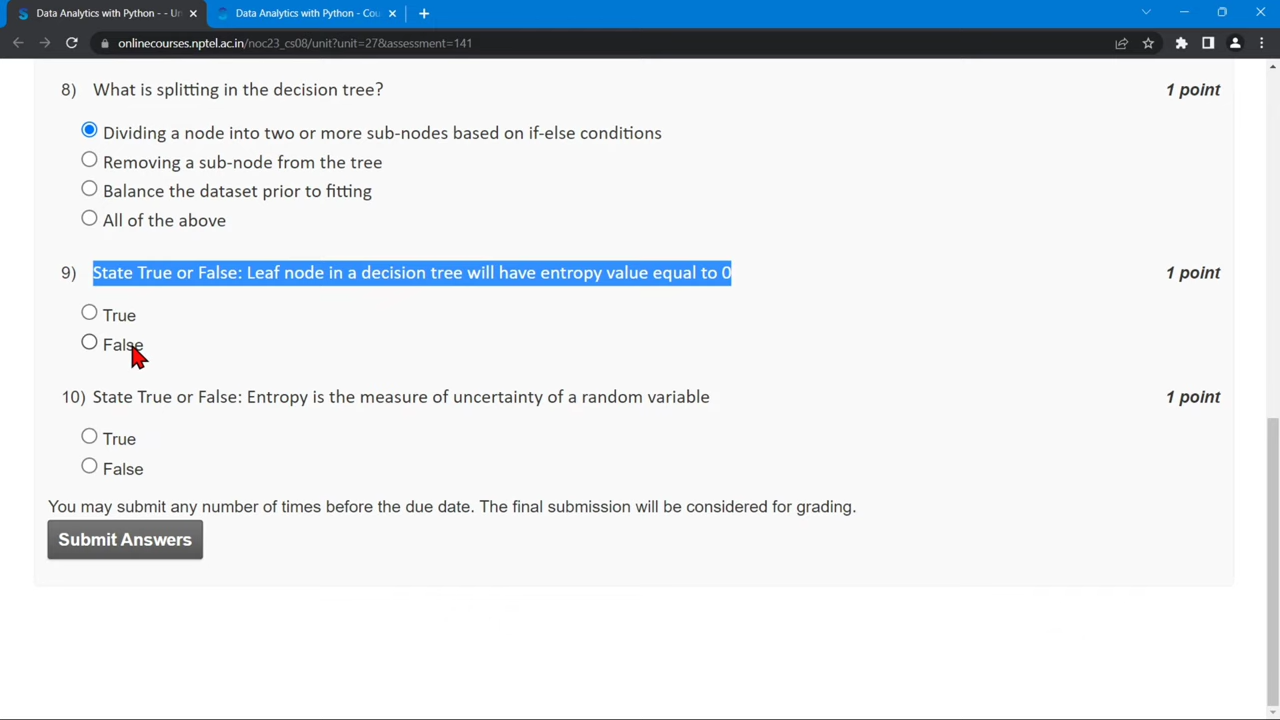 Data Analytics with Python - - Un
Data Analytics with Python - Cou
onlinecourses.nptel.ac.in/noc23_cs08/unit?unit=27&assessment=141
8) What is splitting in the decision tree? 1 point
Dividing a node into two or more sub-nodes based on if-else conditions
Removing a sub-node from the tree
Balance the dataset prior to fitting
All of the above
9) State True or False: Leaf node in a decision tree will have entropy value equal to 0 1 point
True
False
10) State True or False: Entropy is the measure of uncertainty of a random variable 1 point
True
False
You may submit any number of times before the due date. The final submission will be considered for grading.
Submit Answers